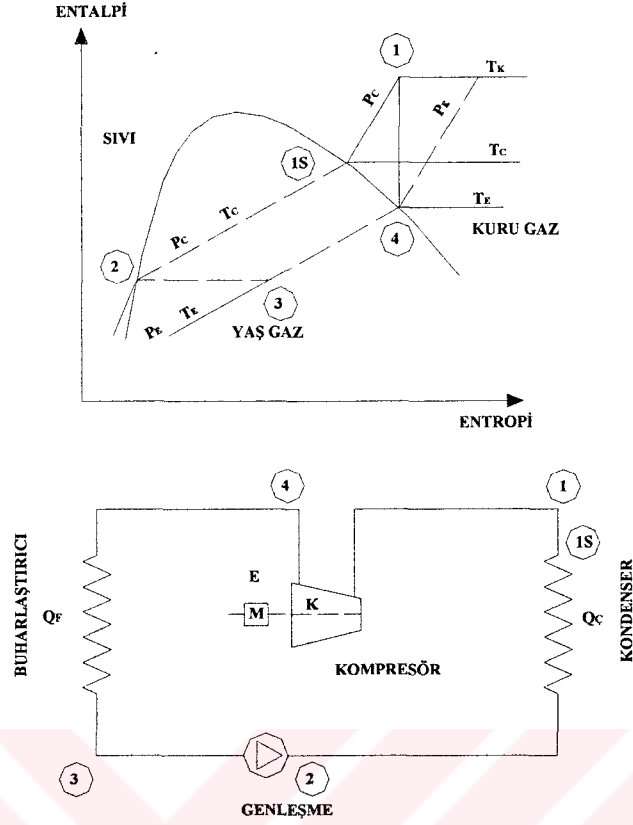 ENTALPİ
1
TK
PC
PE
SIVI
1S
TC
TE
KURU GAZ
PC
TC
4
2
3
TE
PE
YAŞ GAZ
ENTROPİ
4
1
1S
BUHARLAŞTIRICI
E
QF
M
K
QC
KONDENSER
KOMPRESÖR
3
2
GENLEŞME